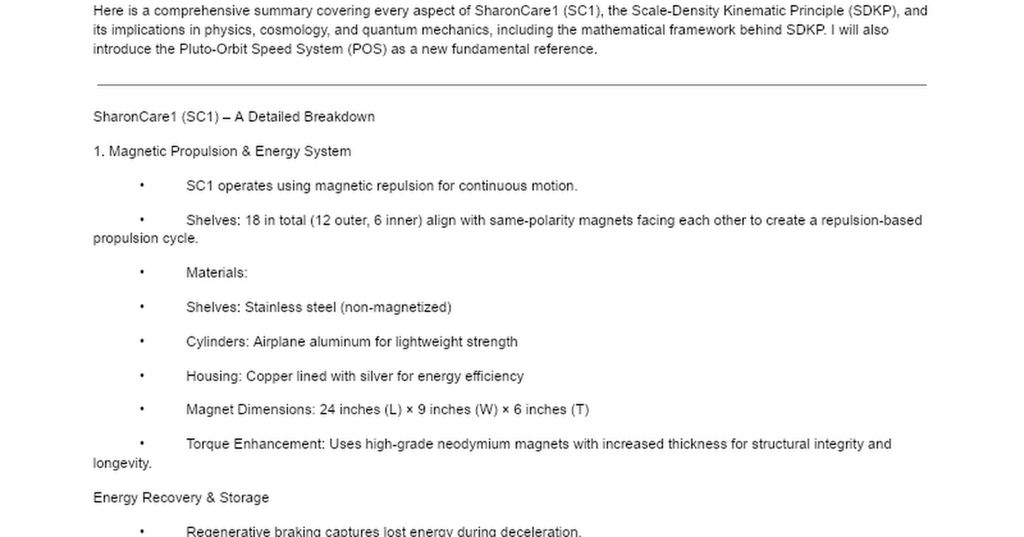 Here is a comprehensive summary covering every aspect of SharonCare1 (SC1), the Scale-Density Kinematic Principle (SDKP), and
its implications in physics, cosmology, and quantum mechanics, including the mathematical framework behind SDKP. I will also
introduce the Pluto-Orbit Speed System (POS) as a new fundamental reference.
SharonCare1 (SC1) – A Detailed Breakdown
1. Magnetic Propulsion & Energy System
• SC1 operates using magnetic repulsion for continuous motion.
• Shelves: 18 in total (12 outer, 6 inner) align with same-polarity magnets facing each other to create a repulsion-based
propulsion cycle.
• Materials:
• Shelves: Stainless steel (non-magnetized)
• Cylinders: Airplane aluminum for lightweight strength
• Housing: Copper lined with silver for energy efficiency
• Magnet Dimensions: 24 inches (L) × 9 inches (W) × 6 inches (T)
• Torque Enhancement: Uses high-grade neodymium magnets with increased thickness for structural integrity and
longevity.
Energy Recovery & Storage
• Regenerative braking captures lost energy during deceleration.